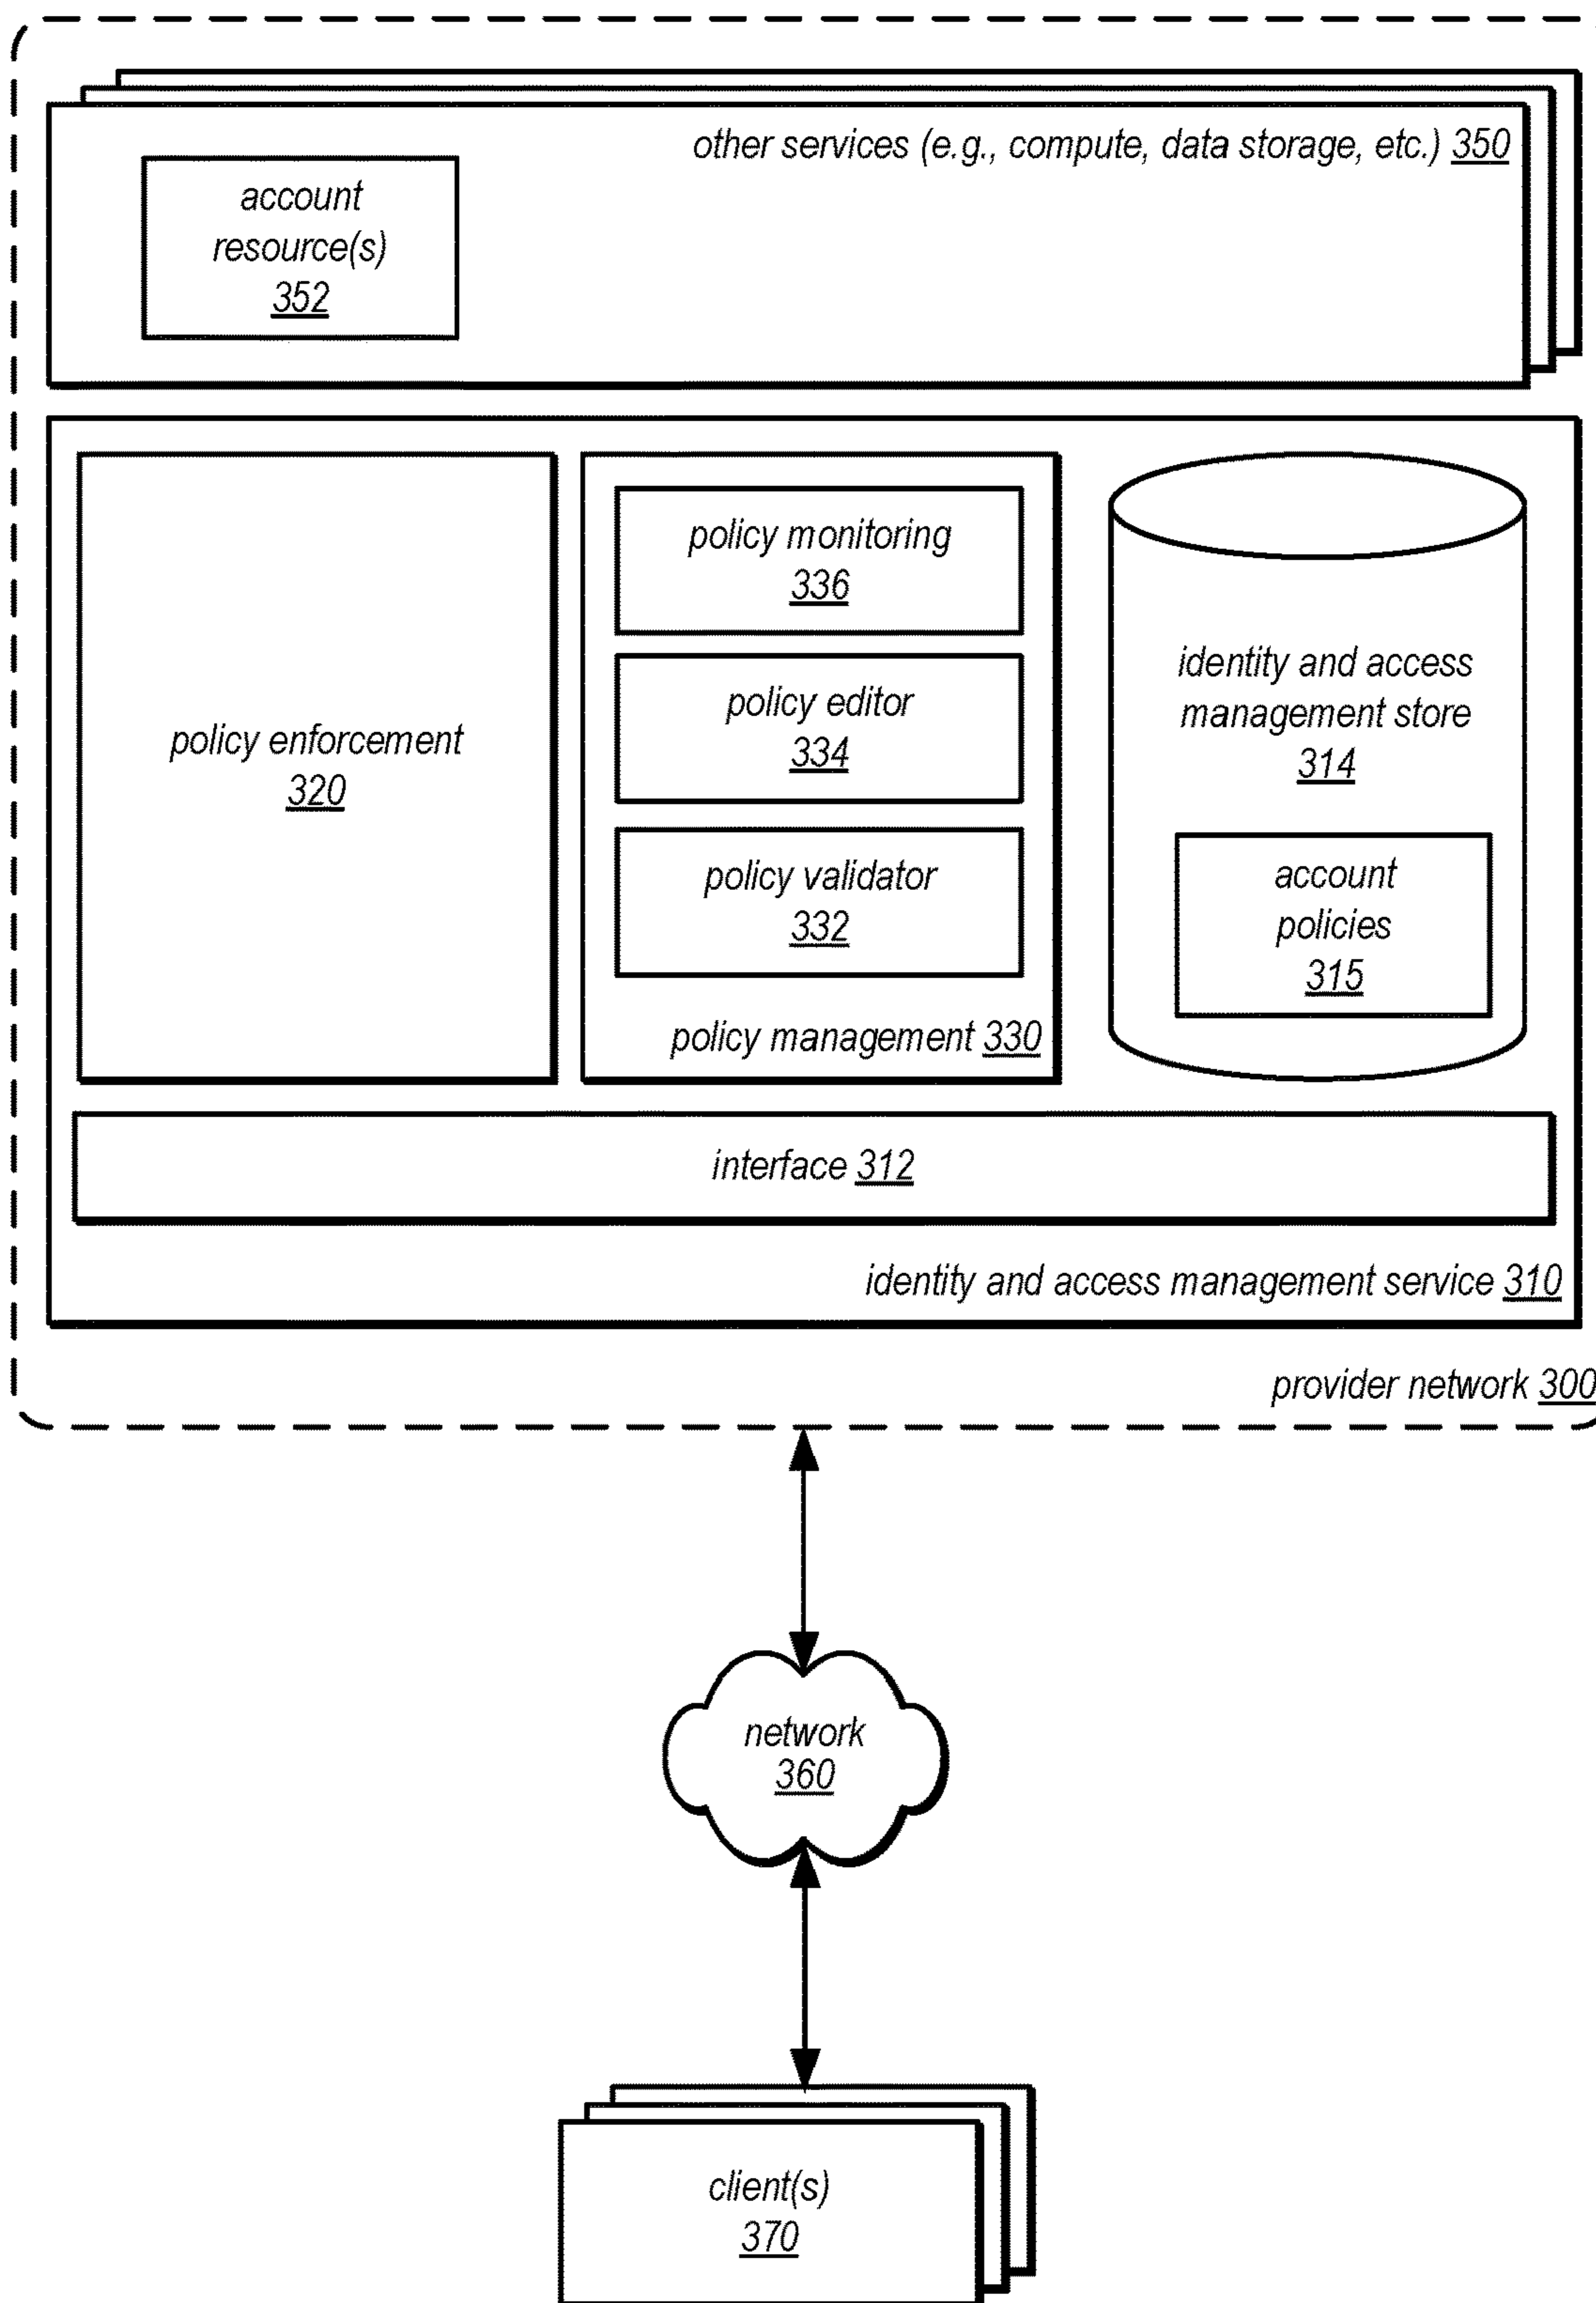 other services (e.g., compute, data storage, etc.) 350
account
resource(s)
352
policy enforcement
320
policy monitoring
336
policy editor
334
policy validator
332
policy management 330
identity and access
management store
314
account
policies
315
interface 312
identity and access management service 310
provider network 300
network
360
client(s)
370